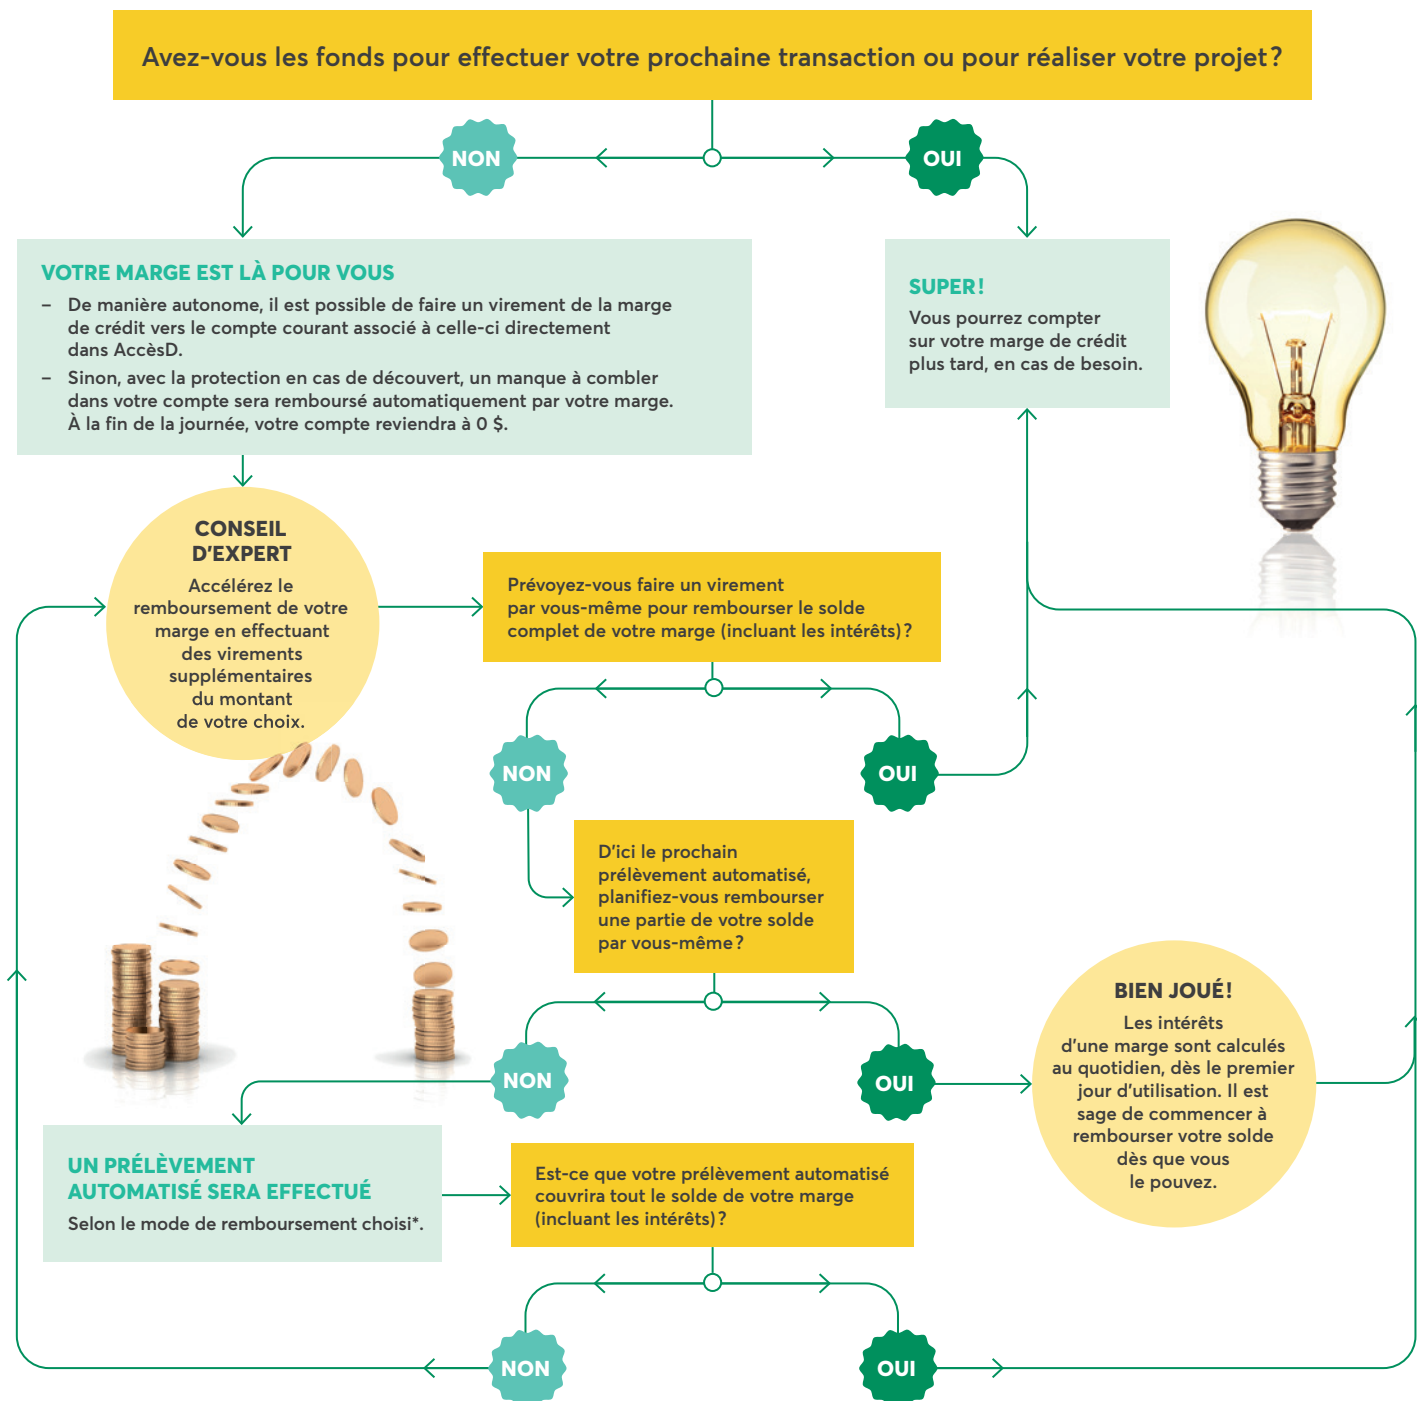 Avez-vous les fonds pour effectuer votre prochaine transaction ou pour réaliser votre projet ?
NON
OUI
VOTRE MARGE EST LÀ POUR VOUS
– De manière autonome, il est possible de faire un virement de la marge
de crédit vers le compte courant associé à celle-ci directement
dans AccèsD.
– Sinon, avec la protection en cas de découvert, un manque à combler
dans votre compte sera remboursé automatiquement par votre marge.
À la fin de la journée, votre compte reviendra à 0 $.
SUPER !
Vous pourrez compter
sur votre marge de crédit
plus tard, en cas de besoin.
CONSEIL
D'EXPERT
Accélérez le
remboursement de votre
marge en effectuant
des virements
supplémentaires
du montant
de votre choix.
Prévoyez-vous faire un virement
par vous-même pour rembourser le solde
complet de votre marge (incluant les intérêts) ?
NON
OUI
D'ici le prochain
prélèvement automatisé,
planifiez-vous rembourser
une partie de votre solde
par vous-même ?
NON
OUI
BIEN JOUÉ !
Les intérêts
d'une marge sont calculés
au quotidien, dès le premier
jour d'utilisation. Il est
sage de commencer à
rembourser votre solde
dès que vous
le pouvez.
UN PRÉLÈVEMENT
AUTOMATISÉ SERA EFFECTUÉ
Selon le mode de remboursement choisi*.
Est-ce que votre prélèvement automatisé
couvrira tout le solde de votre marge
(incluant les intérêts) ?
NON
OUI